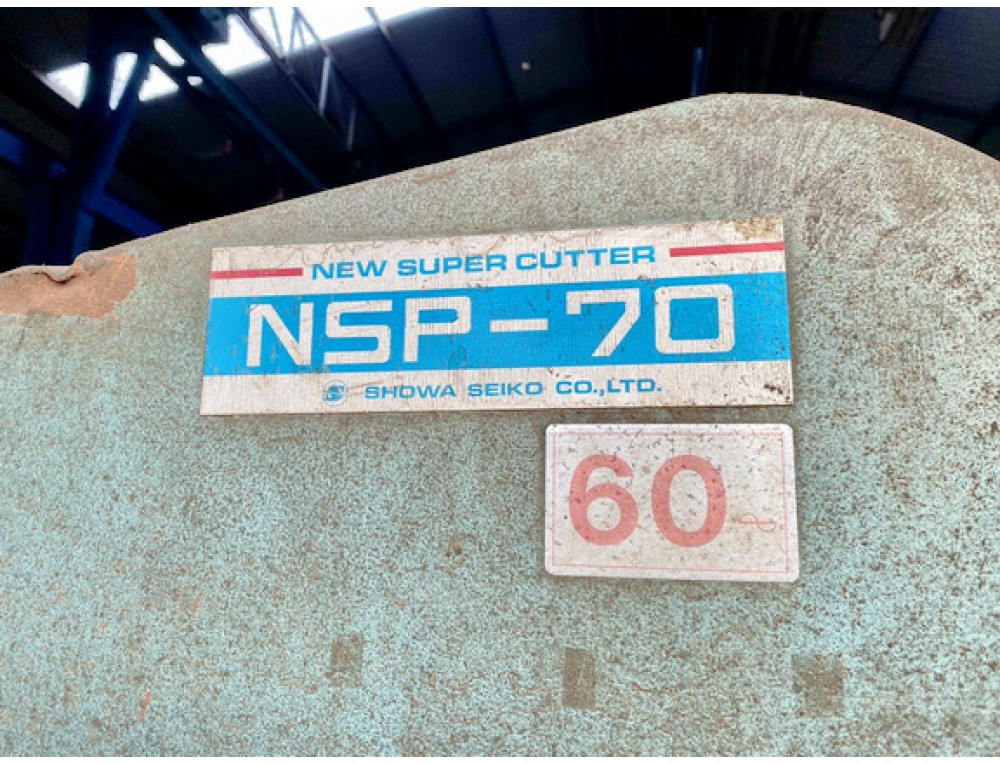 NEW SUPER CUTTER
NSP-70
SHOWA SEIKO CO.,LTD.
60